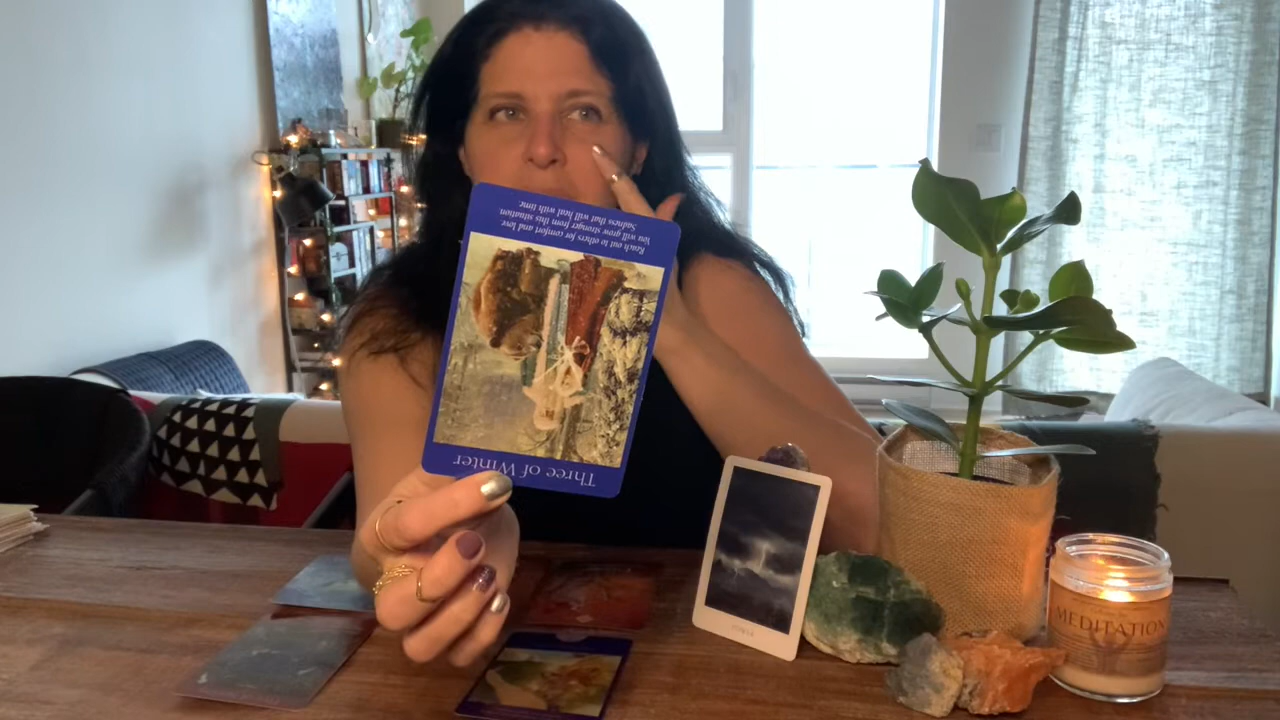 Three of Winter
Sadness that will heal with time
You will grow stronger from this situation
Reach out to others for comfort and love
MEDITATION